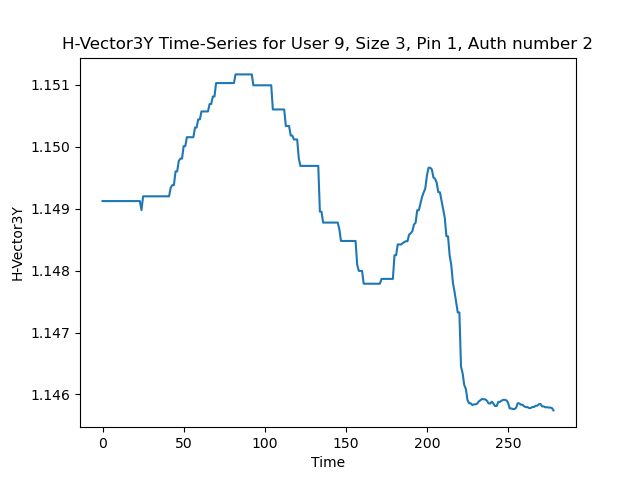 H-Vector3Y Time-Series for User 9, Size 3, Pin 1, Auth number 2
1.151
1.150
1.149
1.148
1.147
1.146
H-Vector3Y
0 50 100 150 200 250
Time